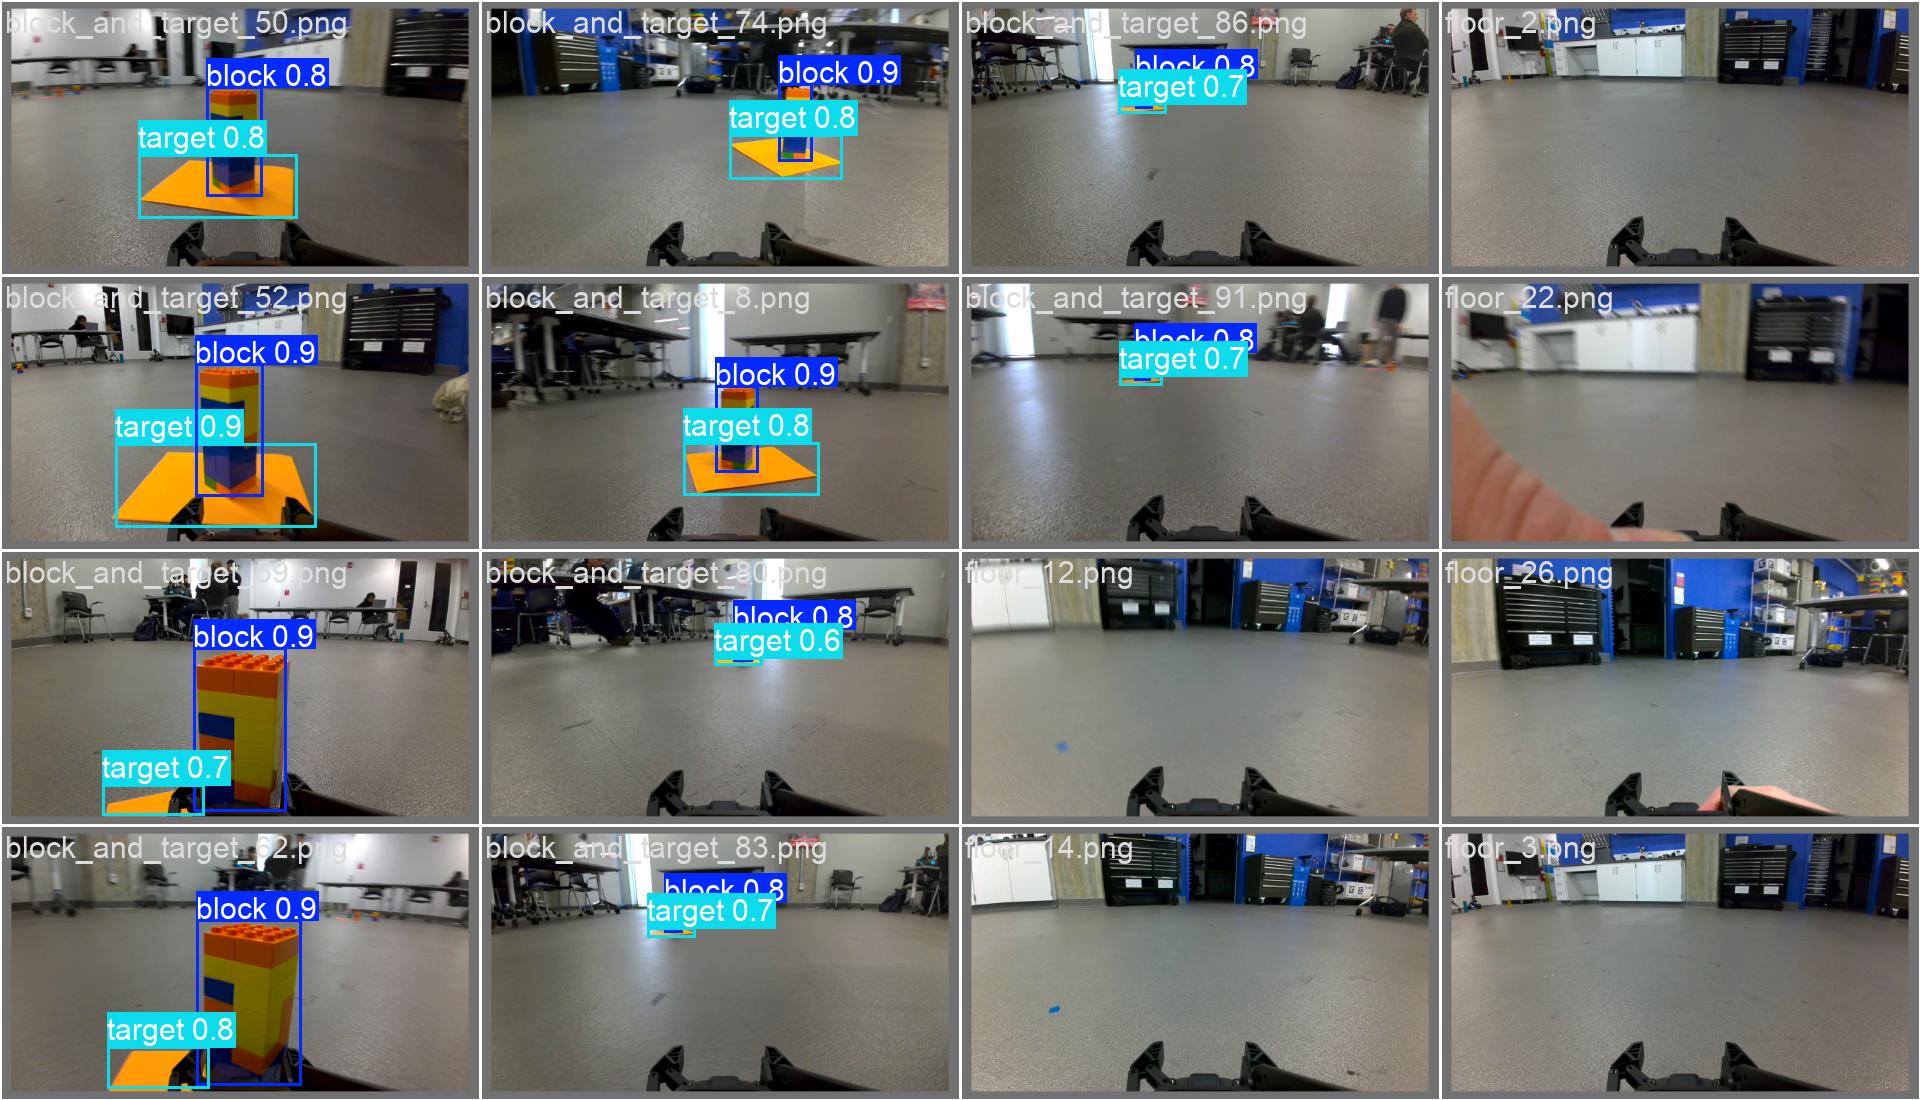 block_and_target_50.png
block 0.8
target 0.8
block_and_target_74.png
block 0.9
target 0.8
block_and_target_86.png
block 0.8
target 0.7
floor_2.png
block_and_target_52.png
block 0.9
target 0.9
block_and_target_8.png
block 0.9
target 0.8
block_and_target_91.png
block 0.8
target 0.7
floor_22.png
block_and_target_59.png
block 0.9
target 0.7
block_and_target_80.png
block 0.8
target 0.6
floor_12.png
floor_26.png
block_and_target_62.png
block 0.9
target 0.8
block_and_target_83.png
block 0.8
target 0.7
floor_14.png
floor_3.png